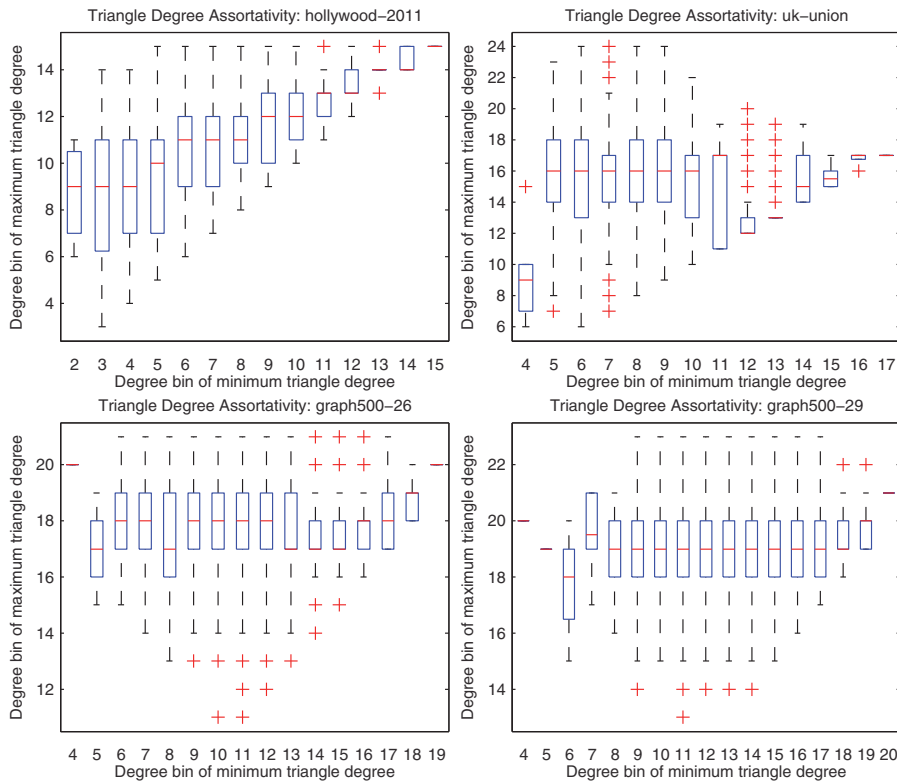 Triangle Degree Assortativity: hollywood−2011
Degree bin of maximum triangle degree
14
12
10
8
6
4
2 3 4 5 6 7 8 9 10 11 12 13 14 15
Degree bin of minimum triangle degree
Triangle Degree Assortativity: uk−union
Degree bin of maximum triangle degree
24
22
20
18
16
14
12
10
8
6
4 5 6 7 8 9 10 11 12 13 14 15 16 17
Degree bin of minimum triangle degree
Triangle Degree Assortativity: graph500−26
Degree bin of maximum triangle degree
20
18
16
14
12
4 5 6 7 8 9 10 11 12 13 14 15 16 17 18 19
Degree bin of minimum triangle degree
Triangle Degree Assortativity: graph500−29
Degree bin of maximum triangle degree
22
20
18
16
14
4 5 6 7 8 9 10 11 12 13 14 15 16 17 18 19 20
Degree bin of minimum triangle degree